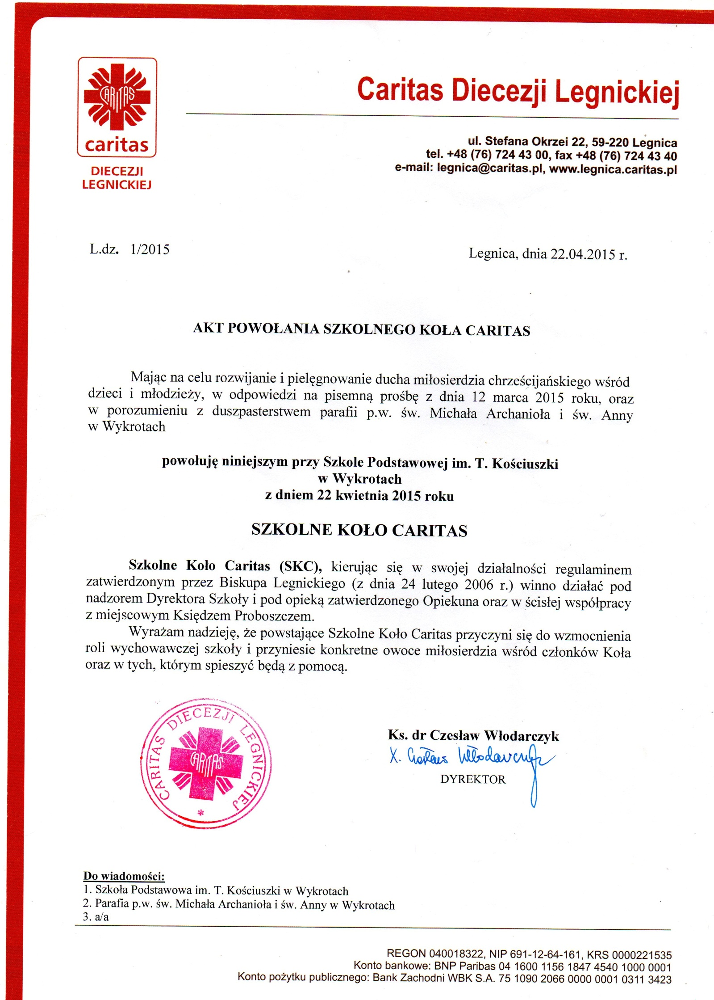 CARITAS
caritas
DIECEZJI
LEGNICKIEJ
Caritas Diecezji Legnickiej
ul. Stefana Okrzei 22, 59-220 Legnica
tel. +48 (76) 724 43 00, fax +48 (76) 724 43 40
e-mail: legnica@caritas.pl, www.legnica.caritas.pl
L.dz. 1/2015
Legnica, dnia 22.04.2015 r.
AKT POWOŁANIA SZKOLNEGO KOŁA CARITAS
Mając na celu rozwijanie i pielęgnowanie ducha miłosierdzia chrześcijańskiego wśród
dzieci i młodzieży, w odpowiedzi na pisemną prośbę z dnia 12 marca 2015 roku, oraz
w porozumieniu z duszpasterstwem parafii p.w. św. Michała Archanioła i św. Anny
w Wykrotach
powołuję niniejszym przy Szkole Podstawowej im. T. Kościuszki
w Wykrotach
z dniem 22 kwietnia 2015 roku
SZKOLNE KOŁO CARITAS
Szkolne Koło Caritas (SKC), kierując się w swojej działalności regulaminem
zatwierdzonym przez Biskupa Legnickiego (z dnia 24 lutego 2006 r.) winno działać pod
nadzorem Dyrektora Szkoły i pod opieką zatwierdzonego Opiekuna oraz w ścisłej współpracy
z miejscowym Księdzem Proboszczem.
Wyrażam nadzieję, że powstające Szkolne Koło Caritas przyczyni się do wzmocnienia
roli wychowawczej szkoły i przyniesie konkretne owoce miłosierdzia wśród członków Koła
oraz w tych, którym spieszyć będą z pomocą.
CARITAS DIECEZJI LEGNICKIEJ *
CARITAS
Ks. dr Czesław Włodarczyk
X. Czesław Włodarczyk
DYREKTOR
Do wiadomości:
1. Szkoła Podstawowa im. T. Kościuszki w Wykrotach
2. Parafia p.w. św. Michała Archanioła i św. Anny w Wykrotach
3. a/a
REGON 040018322, NIP 691-12-64-161, KRS 0000221535
Konto bankowe: BNP Paribas 04 1600 1156 1847 4540 1000 0001
Konto pożytku publicznego: Bank Zachodni WBK S.A. 75 1090 2066 0000 0001 0311 3423